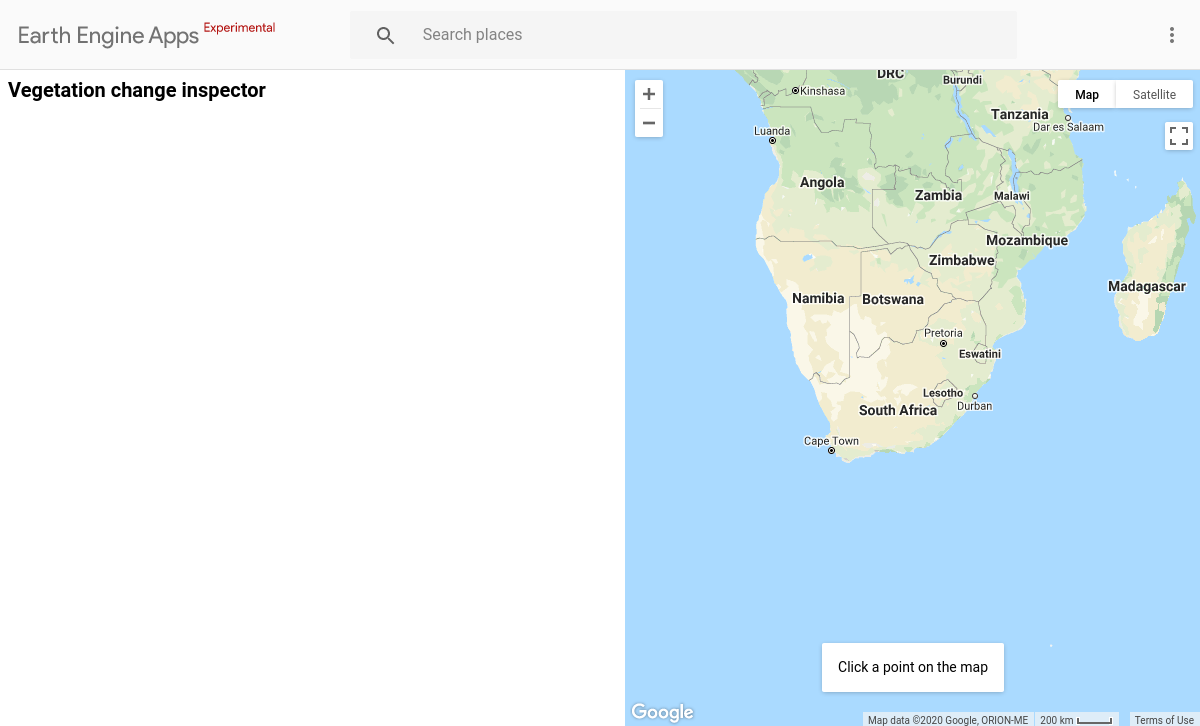 Earth Engine Apps Experimental
Search places
Vegetation change inspector
DRC
Burundi
Kinshasa
Map
Satellite
Tanzania
Dar es Salaam
Luanda
Angola
Zambia
Malawi
Mozambique
Zimbabwe
Madagascar
Namibia
Botswana
Pretoria
Eswatini
Lesotho
Durban
South Africa
Cape Town
Click a point on the map
Google
Map data ©2020 Google, ORION-ME
200 km
Terms of Use